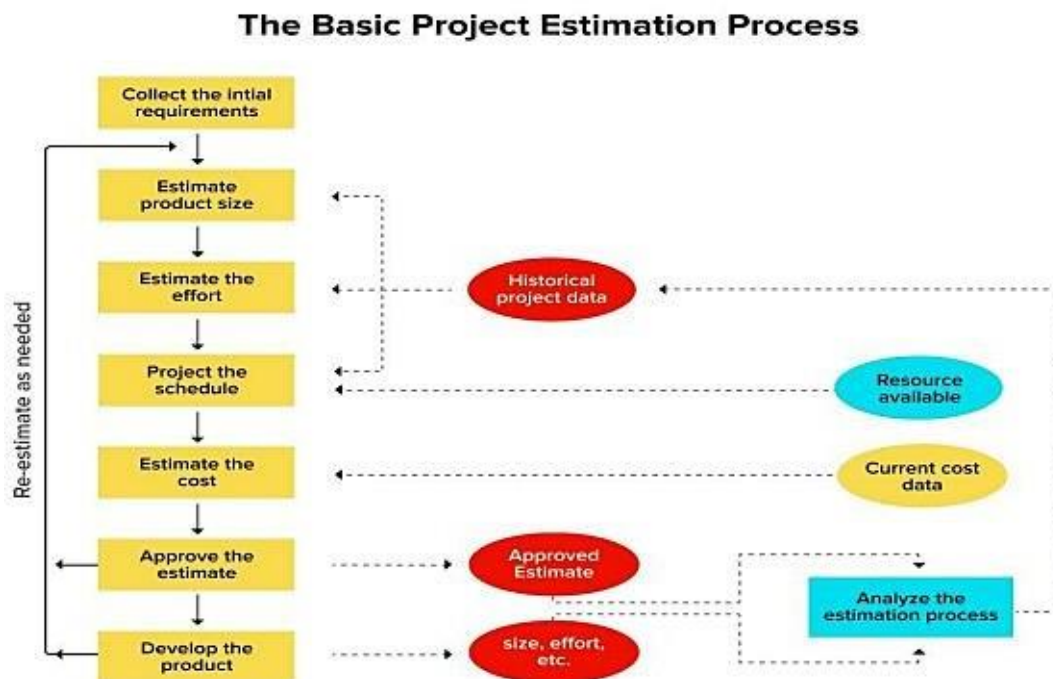 The Basic Project Estimation Process
Collect the intial
requirements
Estimate
product size
Estimate the
effort
Historical
project data
Project the
schedule
Resource
available
Estimate the
cost
Current cost
data
Approve the
estimate
Approved
Estimate
Analyze the
estimation process
Develop the
product
size, effort,
etc.
Re-estimate as needed